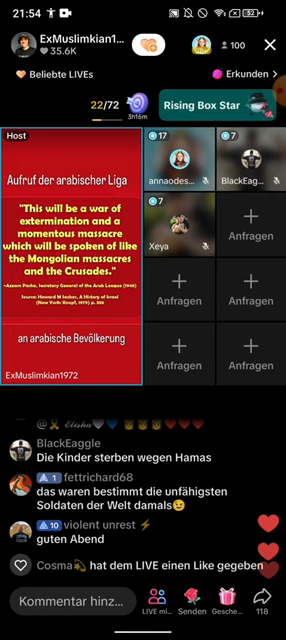 21:54
52
ExMuslimkian1...
35.6K
100
Beliebte LIVEs
Erkunden
22/72
3h16m
Rising Box Star
Host
Aufruf der arabischer Liga
"This will be a war of
extermination and a
momentous massacre
which will be spoken of like
the Mongolian massacres
and the Crusades."
an arabische Bevölkerung
ExMuslimkian1972
17
annaodes...
7
BlackEag...
7
Xeya
Anfragen
Anfragen
Anfragen
Anfragen
Anfragen
Anfragen
BlackEaggle
Die Kinder sterben wegen Hamas
1
fettrichard68
das waren bestimmt die unfähigsten
Soldaten der Welt damals😉
10
violent unrest ⚡
guten Abend
Cosma💫 hat dem LIVE einen Like gegeben
Kommentar hinz...
LIVE mi...
Senden
Gesche...
118